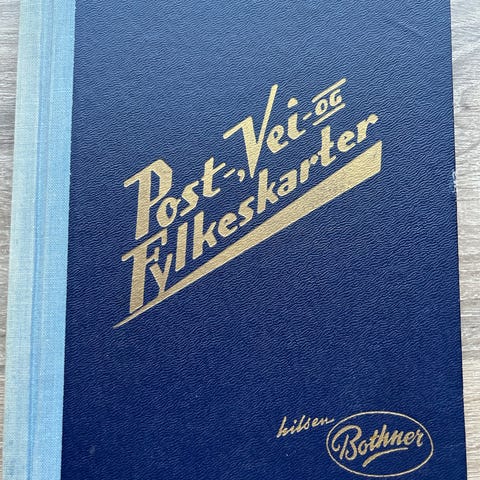 Post-, Vei- og
Fylkeskarter
hilsen
Bothner